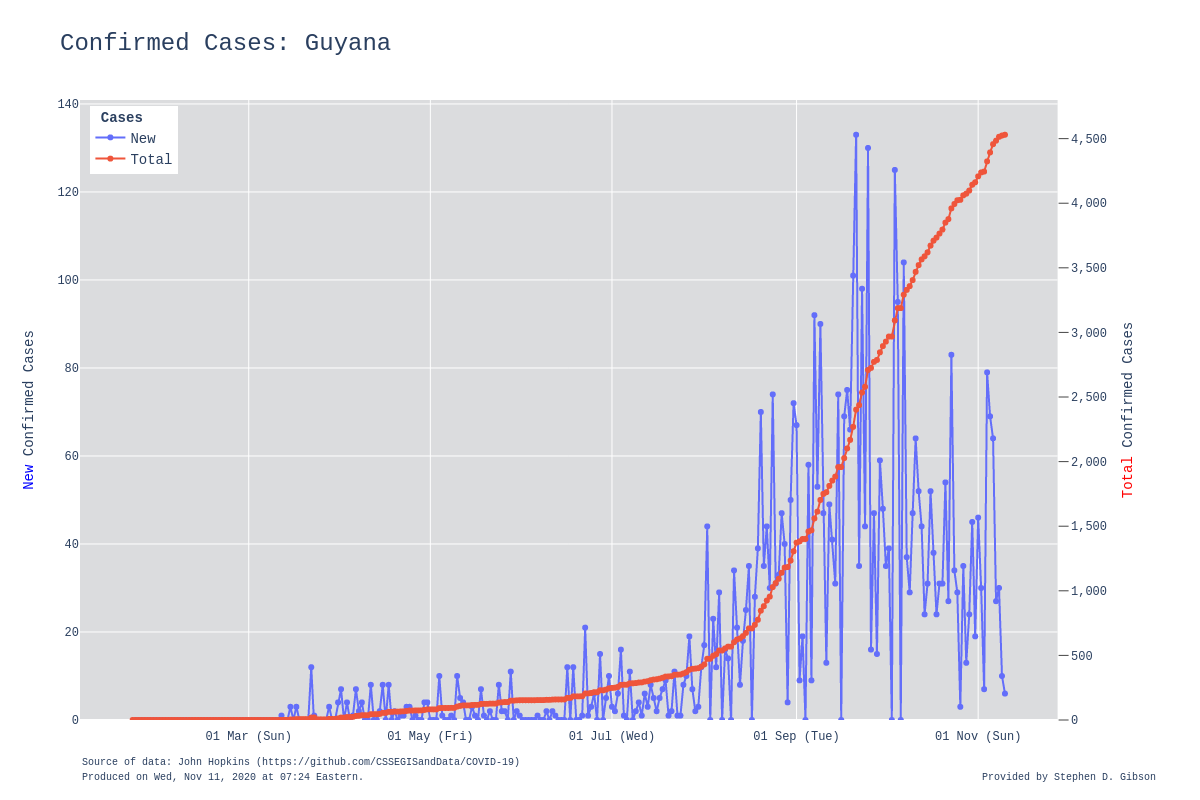 Confirmed Cases: Guyana
Cases
New
Total
140
120
100
80
60
40
20
0
4,500
4,000
3,500
3,000
2,500
2,000
1,500
1,000
500
0
New Confirmed Cases
Total Confirmed Cases
01 Mar (Sun)
01 May (Fri)
01 Jul (Wed)
01 Sep (Tue)
01 Nov (Sun)
Source of data: John Hopkins (https://github.com/CSSEGISandData/COVID-19)
Produced on Wed, Nov 11, 2020 at 07:24 Eastern.
Provided by Stephen D. Gibson